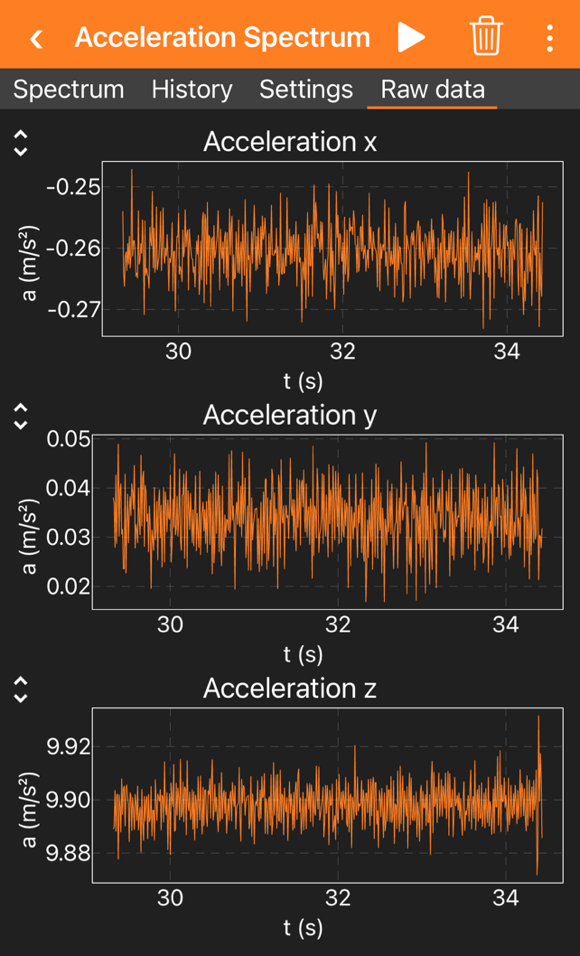 Acceleration Spectrum
Spectrum History Settings Raw data
Acceleration x
a (m/s²)
-0.25
-0.26
-0.27
30 32 34
t (s)
Acceleration y
a (m/s²)
0.05
0.04
0.03
0.02
30 32 34
t (s)
Acceleration z
a (m/s²)
9.92
9.90
9.88
30 32 34
t (s)